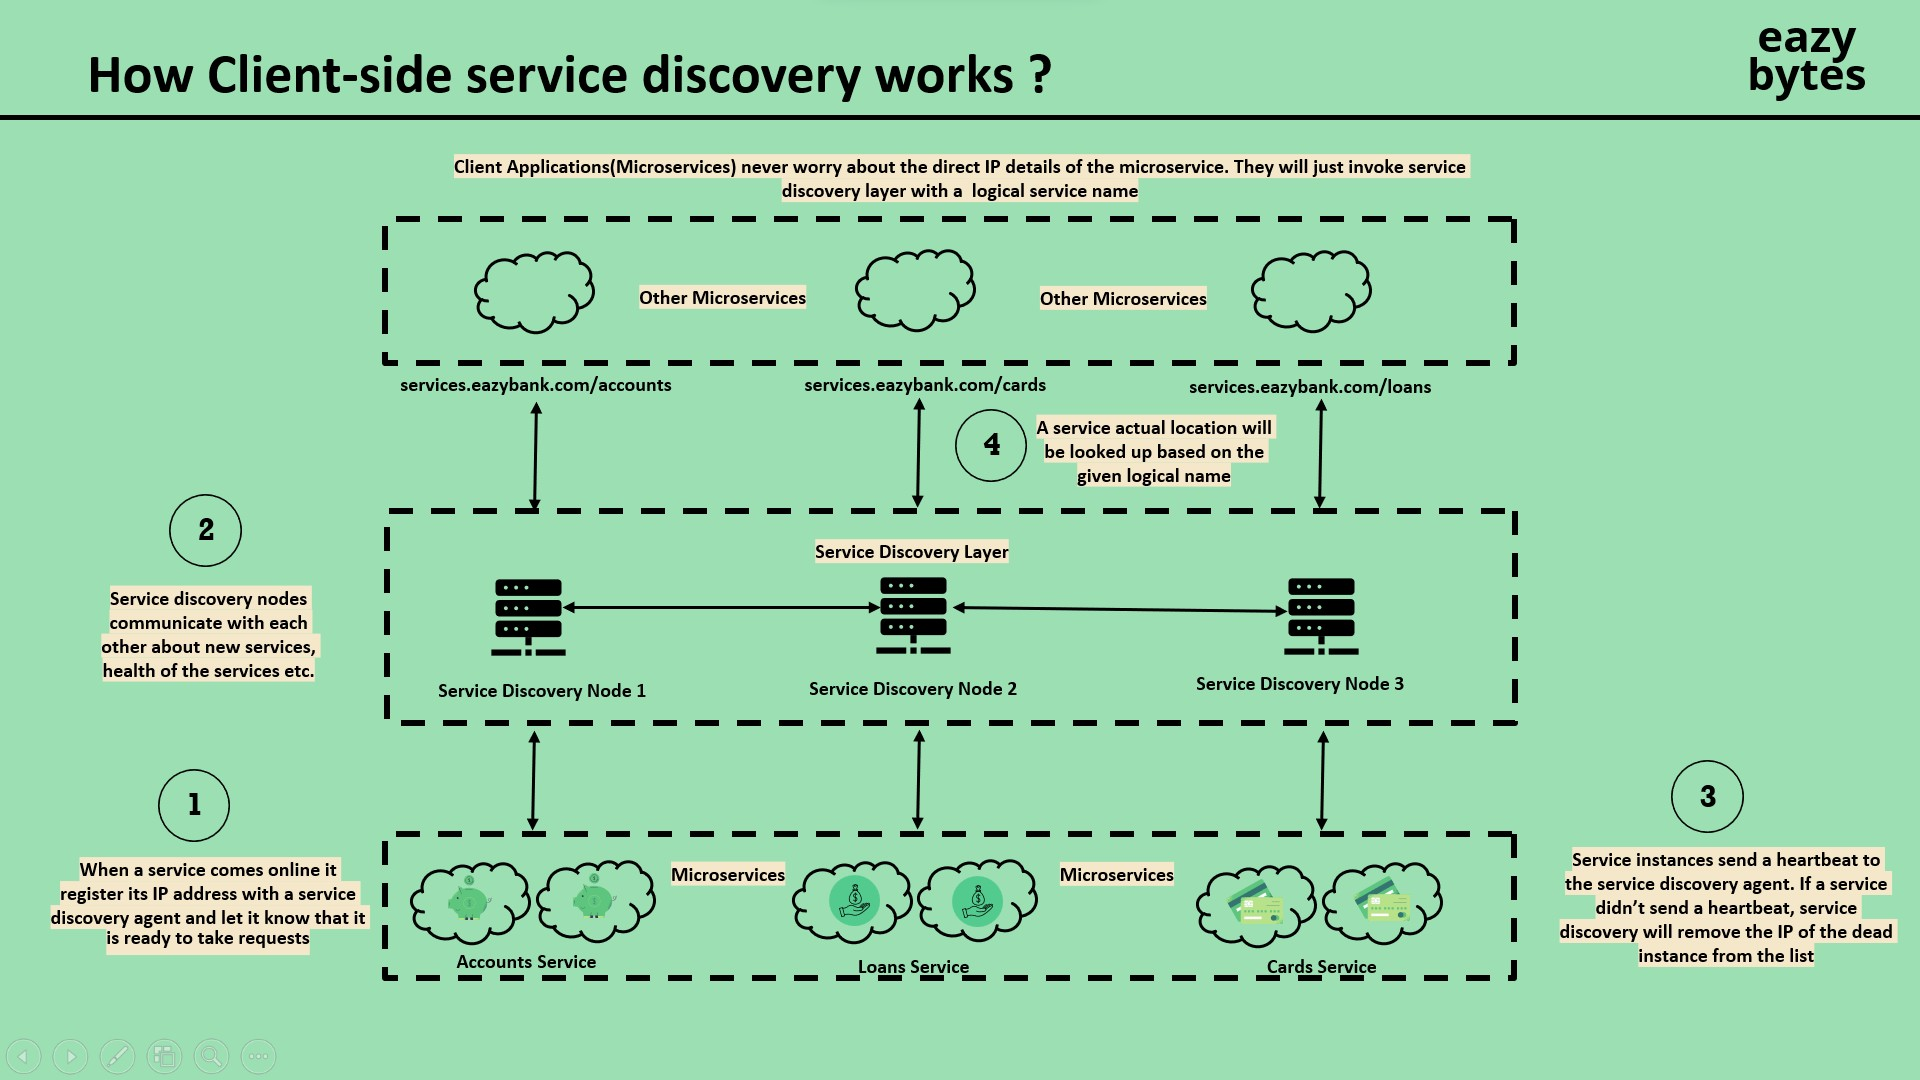 How Client-side service discovery works ?
eazy
bytes
Client Applications(Microservices) never worry about the direct IP details of the microservice. They will just invoke service
discovery layer with a  logical service name
Other Microservices
Other Microservices
services.eazybank.com/accounts
services.eazybank.com/cards
services.eazybank.com/loans
4
A service actual location will
be looked up based on the
given logical name
2
Service discovery nodes
communicate with each
other about new services,
health of the services etc.
Service Discovery Layer
Service Discovery Node 1
Service Discovery Node 2
Service Discovery Node 3
1
When a service comes online it
register its IP address with a service
discovery agent and let it know that it
is ready to take requests
Microservices
Microservices
Accounts Service
Loans Service
Cards Service
3
Service instances send a heartbeat to
the service discovery agent. If a service
didn’t send a heartbeat, service
discovery will remove the IP of the dead
instance from the list